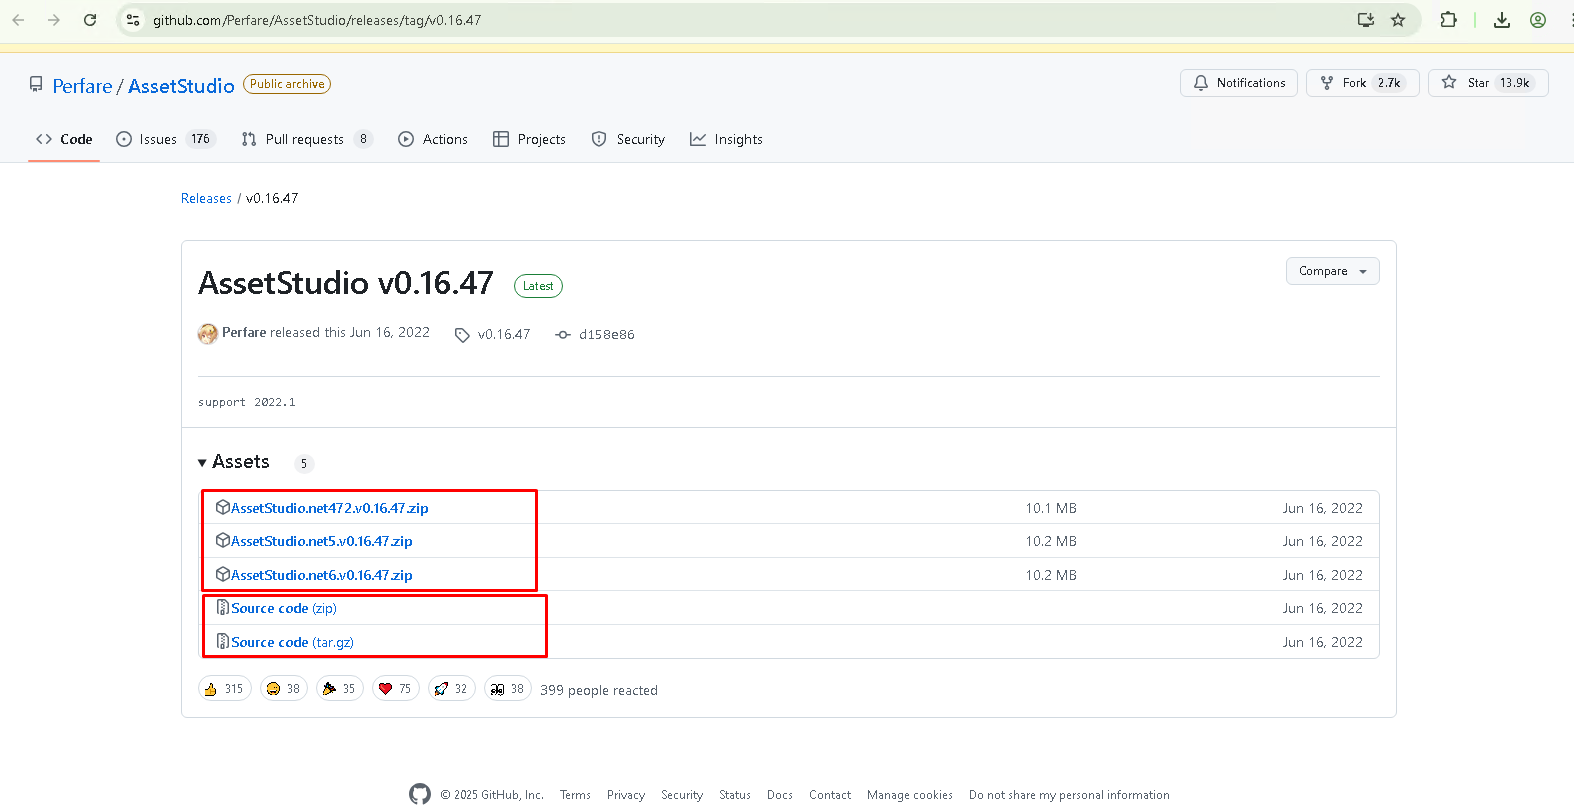 github.com/Perfare/AssetStudio/releases/tag/v0.16.47
Perfare / AssetStudio Public archive
Notifications Fork 2.7k Star 13.9k
Code Issues 176 Pull requests 8 Actions Projects Security Insights
Releases / v0.16.47
AssetStudio v0.16.47 Latest
Compare
Perfare released this Jun 16, 2022 v0.16.47 d158e86
support 2022.1
Assets 5
AssetStudio.net472.v0.16.47.zip 10.1 MB Jun 16, 2022
AssetStudio.net5.v0.16.47.zip 10.2 MB Jun 16, 2022
AssetStudio.net6.v0.16.47.zip 10.2 MB Jun 16, 2022
Source code (zip) Jun 16, 2022
Source code (tar.gz) Jun 16, 2022
315 38 35 75 32 38 399 people reacted
© 2025 GitHub, Inc. Terms Privacy Security Status Docs Contact Manage cookies Do not share my personal information